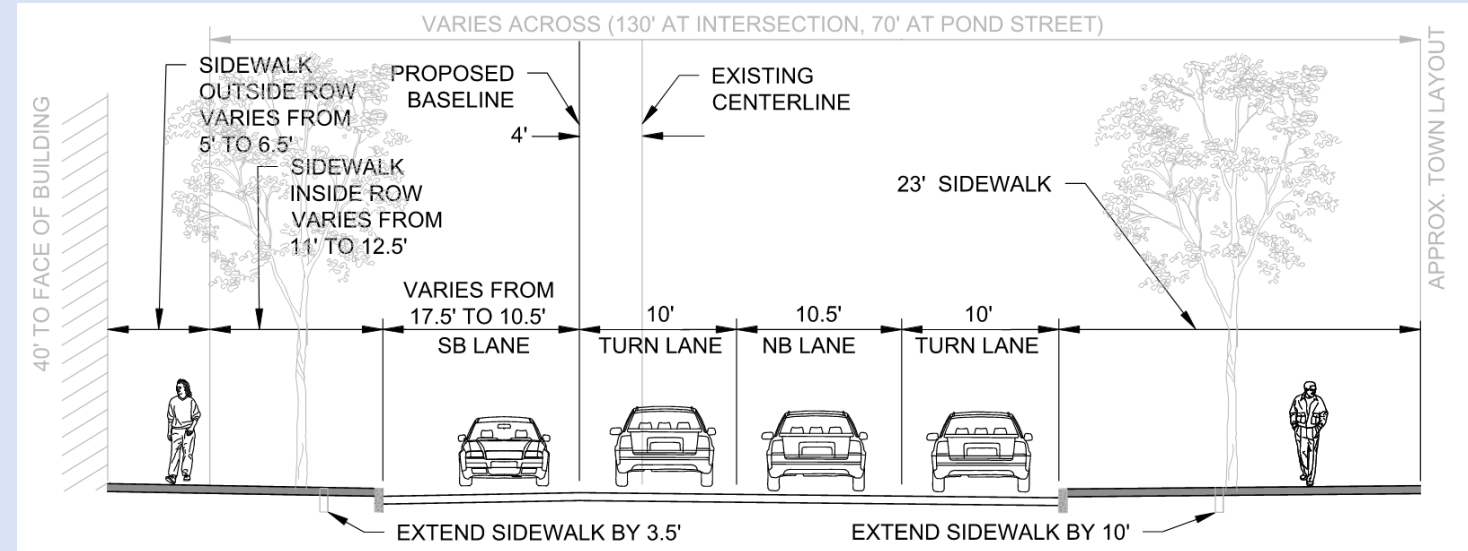 VARIES ACROSS (130' AT INTERSECTION, 70' AT POND STREET)
40' TO FACE OF BUILDING
SIDEWALK
OUTSIDE ROW
VARIES FROM
5' TO 6.5'
SIDEWALK
INSIDE ROW
VARIES FROM
11' TO 12.5'
PROPOSED
BASELINE
4'
EXISTING
CENTERLINE
23' SIDEWALK
APPROX. TOWN LAYOUT
VARIES FROM
17.5' TO 10.5'
SB LANE
10'
TURN LANE
10.5'
NB LANE
10'
TURN LANE
EXTEND SIDEWALK BY 3.5'
EXTEND SIDEWALK BY 10'